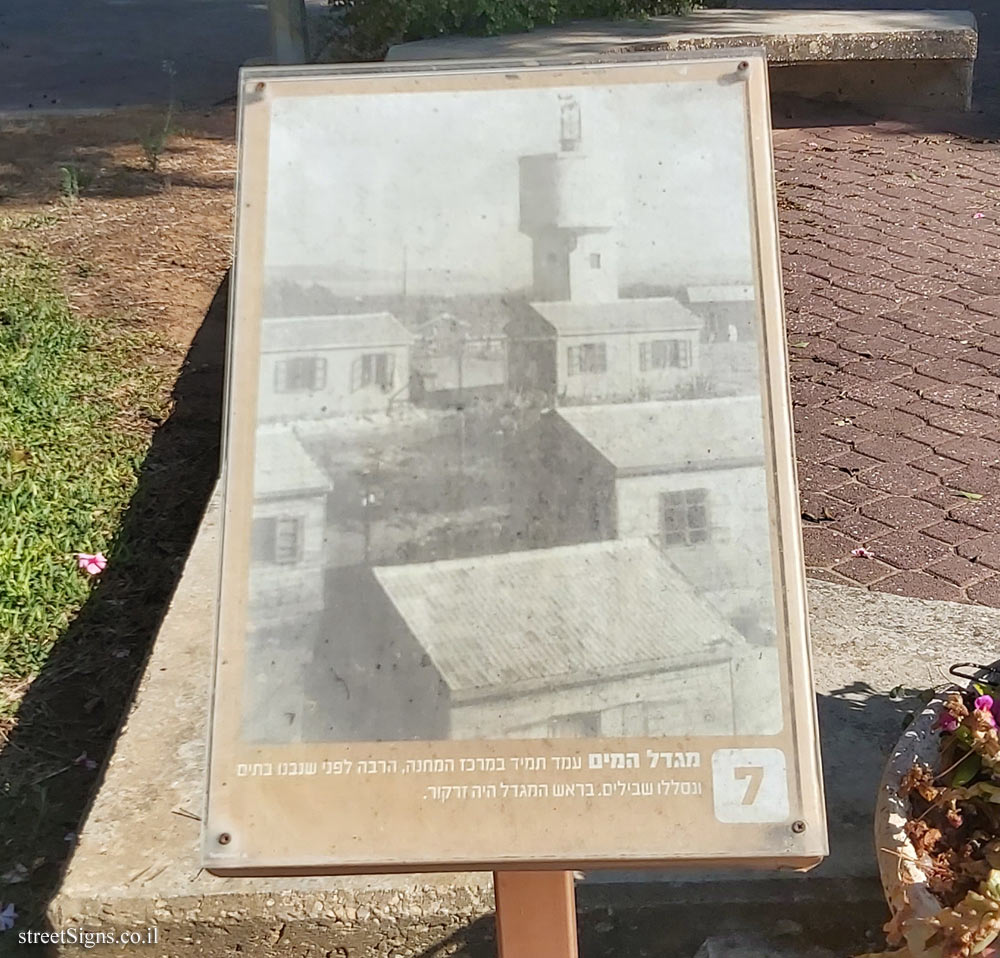 מגדל המים עמד תמיד במרכז המחנה, הרבה לפני שנבנו בתים
ונסללו שבילים. בראש המגדל היה זרקור.
7
streetSigns.co.il